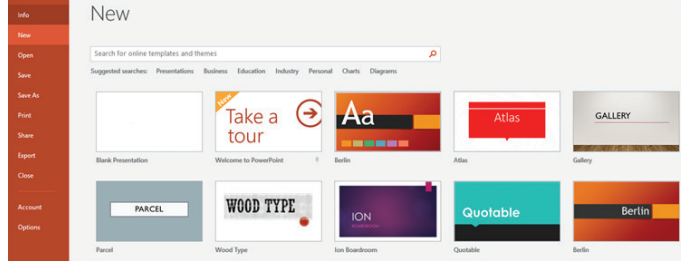 Info
New
Open
Save
Save As
Print
Share
Export
Close
Account
Options
New
Search for online templates and themes
Suggested searches: Presentations Business Education Industry Personal Charts Diagrams
New
Take a
tour
Aa
Atlas
GALLERY
Blank Presentation
Welcome to PowerPoint
Berlin
Atlas
Gallery
PARCEL
WOOD TYPE
ION
BOARDROOM
Quotable
Berlin
Parcel
Wood Type
Ion Boardroom
Quotable
Berlin